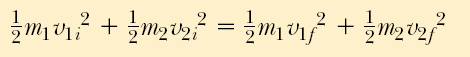 ½m₁v₁ᵢ² + ½m₂v₂ᵢ² = ½m₁v₁f² + ½m₂v₂f²